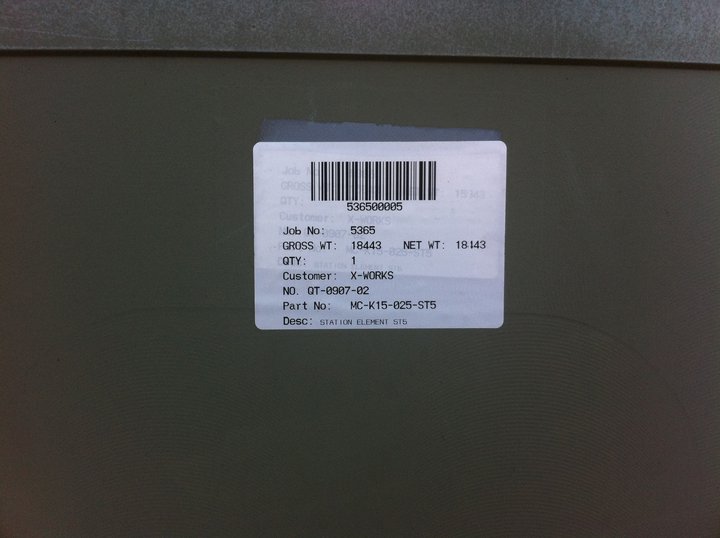 536500005
Job No: 5365
GROSS WT: 18443 NET WT: 18443
QTY: 1
Customer: X-WORKS
NO. QT-0907-02
Part No: MC-K15-025-ST5
Desc: STATION ELEMENT ST5